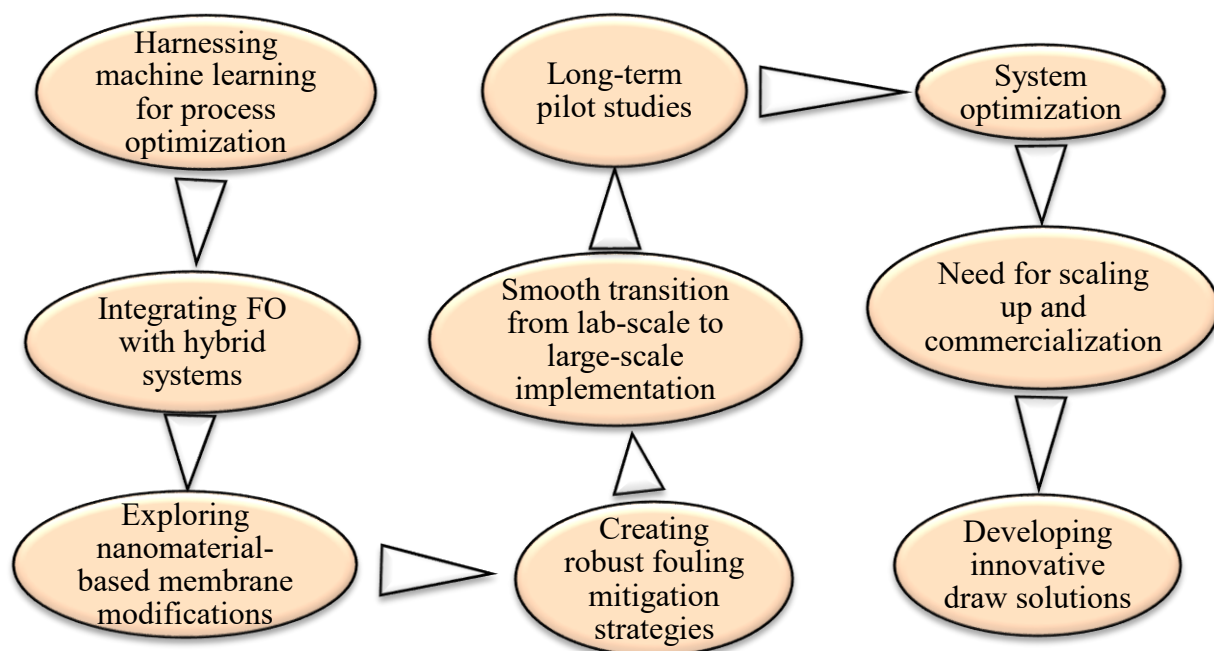 Harnessing
machine learning
for process
optimization
Integrating FO
with hybrid
systems
Exploring
nanomaterial-
based membrane
modifications
Creating
robust fouling
mitigation
strategies
Smooth transition
from lab-scale to
large-scale
implementation
Long-term
pilot studies
System
optimization
Need for scaling
up and
commercialization
Developing
innovative
draw solutions